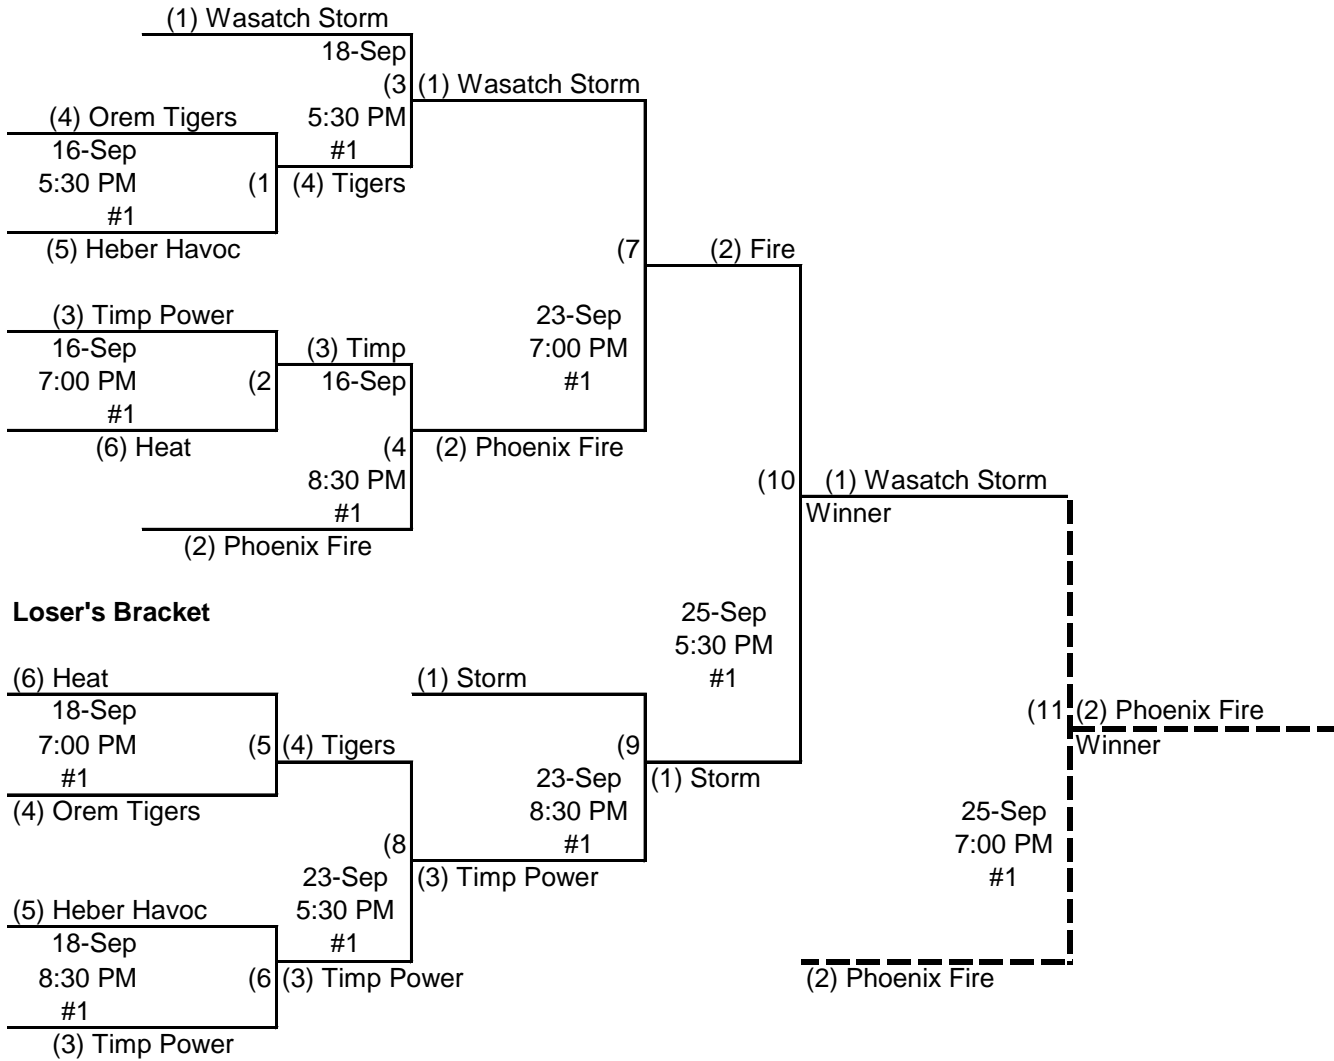 (1) Wasatch Storm
18-Sep
(3 (1) Wasatch Storm
(4) Orem Tigers 5:30 PM
16-Sep #1
5:30 PM (1 (4) Tigers
#1
(5) Heber Havoc (7 (2) Fire
(3) Timp Power 23-Sep
16-Sep (3) Timp 7:00 PM
7:00 PM (2 16-Sep #1
#1
(6) Heat (4 (2) Phoenix Fire
8:30 PM (10 (1) Wasatch Storm
#1 Winner
(2) Phoenix Fire
Loser's Bracket 25-Sep
5:30 PM
(6) Heat (1) Storm #1
18-Sep (11 (2) Phoenix Fire
7:00 PM (5 (4) Tigers (9 Winner
#1 23-Sep (1) Storm
(4) Orem Tigers 8:30 PM 25-Sep
(8 #1 7:00 PM
23-Sep (3) Timp Power #1
(5) Heber Havoc 5:30 PM
18-Sep #1
8:30 PM (6 (3) Timp Power (2) Phoenix Fire
#1
(3) Timp Power